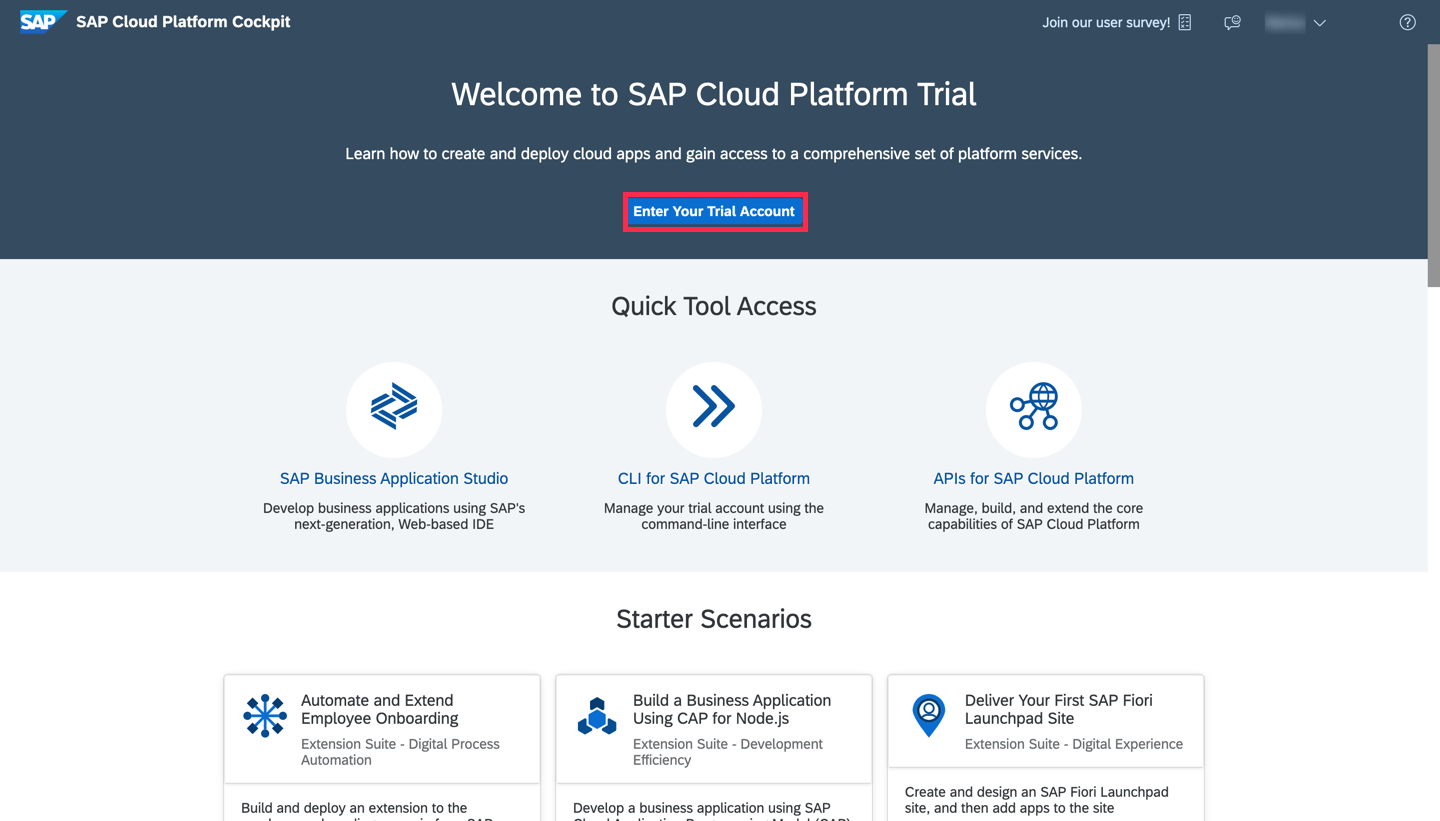 SAP SAP Cloud Platform Cockpit
Join our user survey!
Welcome to SAP Cloud Platform Trial
Learn how to create and deploy cloud apps and gain access to a comprehensive set of platform services.
Enter Your Trial Account
Quick Tool Access
SAP Business Application Studio
Develop business applications using SAP's
next-generation, Web-based IDE
CLI for SAP Cloud Platform
Manage your trial account using the
command-line interface
APIs for SAP Cloud Platform
Manage, build, and extend the core
capabilities of SAP Cloud Platform
Starter Scenarios
Automate and Extend
Employee Onboarding
Extension Suite - Digital Process
Automation
Build and deploy an extension to the
Build a Business Application
Using CAP for Node.js
Extension Suite - Development
Efficiency
Develop a business application using SAP
Deliver Your First SAP Fiori
Launchpad Site
Extension Suite - Digital Experience
Create and design an SAP Fiori Launchpad
site, and then add apps to the site